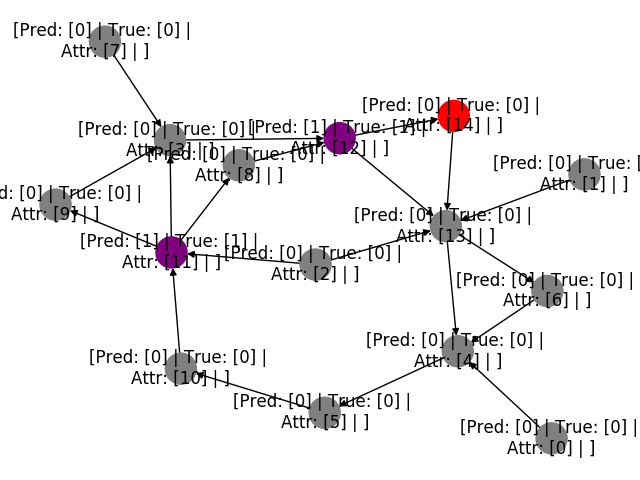 [Pred: [0] | True: [0] |
Attr: [7] | ]
[Pred: [0] | True: [0] |
Attr: [14] | ]
[Pred: [0] | True: [0] |
Attr: [3] | ]
[Pred: [1] | True: [1] |
Attr: [12] | ]
[Pred: [0] | True: [0] |
Attr: [8] | ]
[Pred: [0] | True: [
Attr: [1] | ]
d: [0] | True: [0] |
Attr: [9] | ]
[Pred: [0] | True: [0] |
Attr: [13] | ]
[Pred: [1] | True: [1] |
Attr: [11] | ]
[Pred: [0] | True: [0] |
Attr: [2] | ]
[Pred: [0] | True: [0] |
Attr: [6] | ]
[Pred: [0] | True: [0] |
Attr: [4] | ]
[Pred: [0] | True: [0] |
Attr: [10] | ]
[Pred: [0] | True: [0] |
Attr: [5] | ]
[Pred: [0] | True: [0] |
Attr: [0] | ]